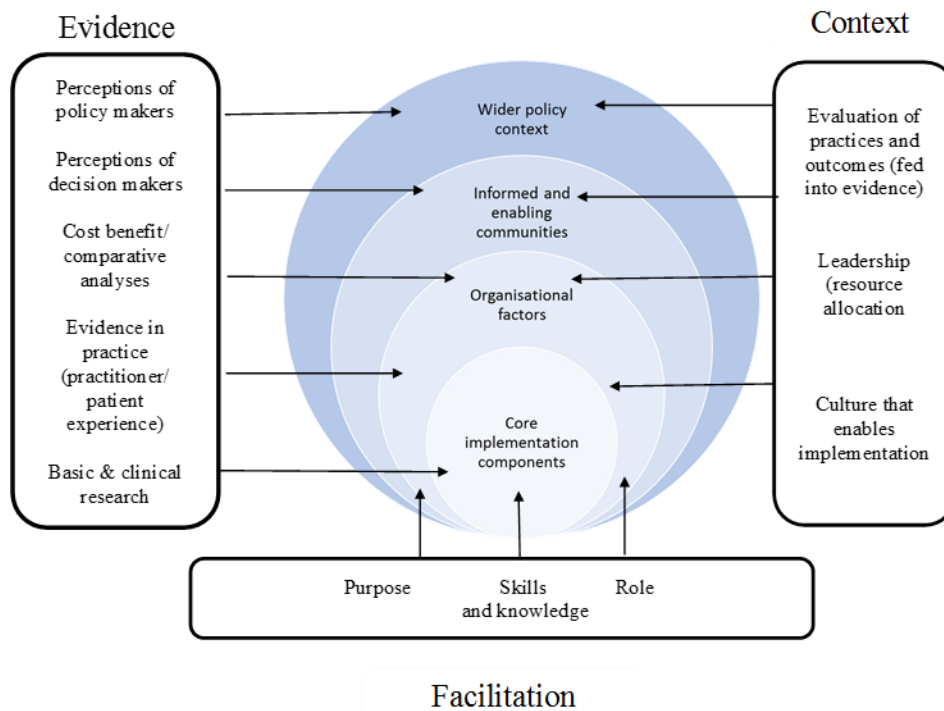 Evidence
Perceptions of
policy makers
Perceptions of
decision makers
Cost benefit/
comparative
analyses
Evidence in
practice
(practitioner/
patient
experience)
Basic & clinical
research
Wider policy
context
Informed and
enabling
communities
Organisational
factors
Core
implementation
components
Context
Evaluation of
practices and
outcomes (fed
into evidence)
Leadership
(resource
allocation
Culture that
enables
implementation
Purpose
Skills
and knowledge
Role
Facilitation